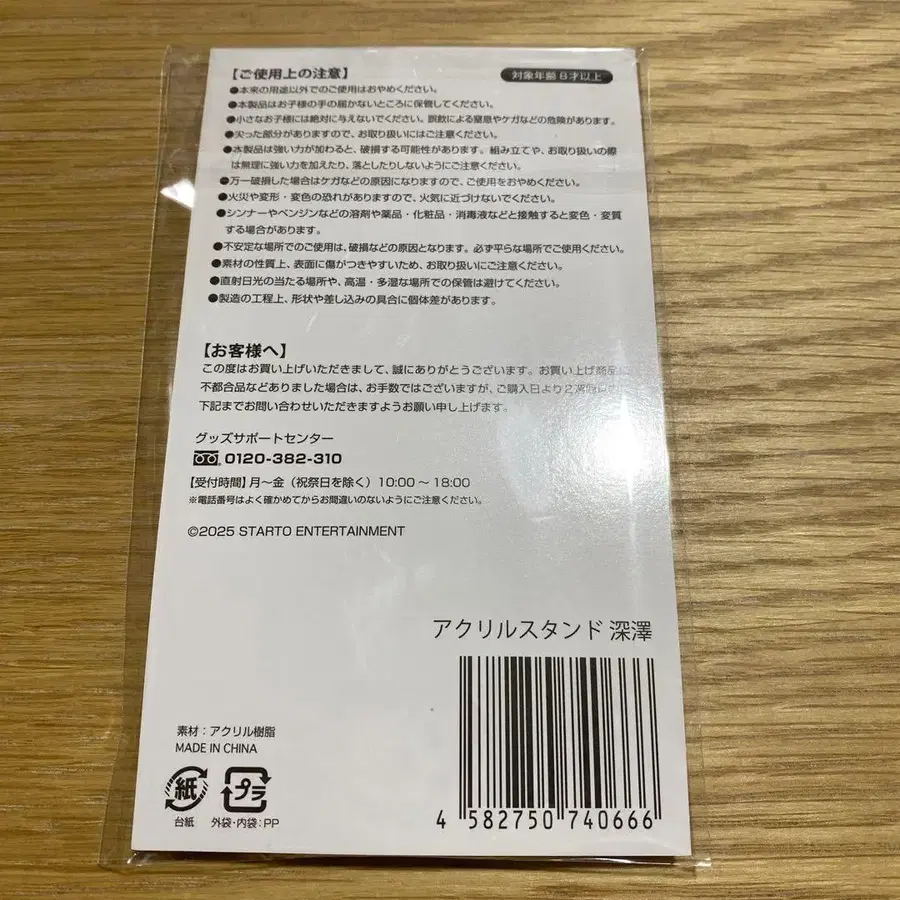 【ご使用上の注意】
対象年齢 8才以上
●本来の用途以外でのご使用はおやめください。
●本製品はお子様の手の届かないところに保管してください。
●小さなお子様には絶対に与えないでください。誤飲による窒息やケガなどの危険があります。
●尖った部分がありますので、お取り扱いにはご注意ください。
●本製品は強い力が加わると、破損する可能性があります。組み立てや、お取り扱いの際
は無理に強い力を加えたり、落としたりしないようにご注意ください。
●万一破損した場合はケガなどの原因になりますので、ご使用をおやめください。
●火災や変形・変色の恐れがありますので、火気に近づけないでください。
●シンナーやベンジンなどの溶剤や薬品・化粧品・消毒液などと接触すると変色・変質
する場合があります。
●不安定な場所でのご使用は、破損などの原因となります。必ず平らな場所でご使用ください。
●素材の性質上、表面に傷がつきやすいため、お取り扱いにご注意ください。
●直射日光の当たる場所や、高温・多湿な場所での保管は避けてください。
●製造の工程上、形状や差し込みの具合に個体差があります。
【お客様へ】
この度はお買い上げいただきまして、誠にありがとうございます。お買い上げ商品に
不都合品などありました場合は、お手数ではございますが、ご購入日より2週間以内に
下記までお問い合わせいただきますようお願い申し上げます。
グッズサポートセンター
0120-382-310
【受付時間】月〜金（祝祭日を除く）10:00〜18:00
※電話番号はよく確かめてからお間違いのないようにご注意ください。
©2025 STARTO ENTERTAINMENT
アクリルスタンド 深澤
素材：アクリル樹脂
MADE IN CHINA
紙 プラ
台紙 外袋・内袋：PP
4 582750 740666